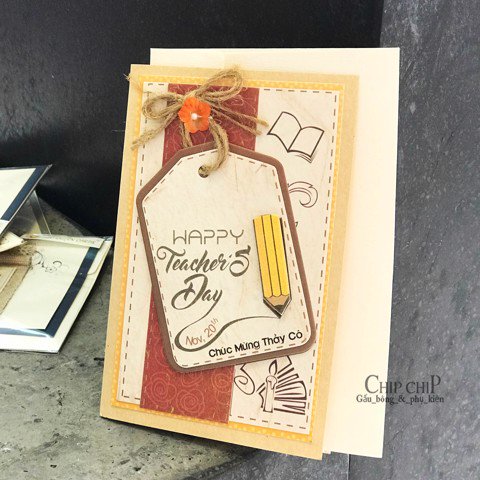 HAPPY
Teacher's
Day
Nov, 20th
Chúc Mừng Thầy Cô
CHIP CHIP
Gấu_bông_&_phụ_kiện